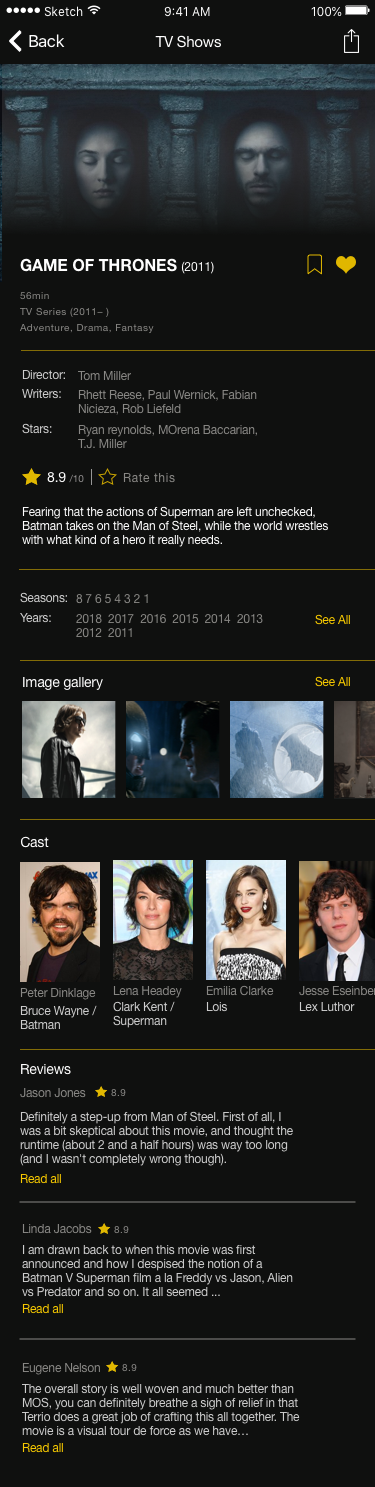 Sketch 9:41 AM 100%
Back TV Shows
GAME OF THRONES (2011)
56min
TV Series (2011– )
Adventure, Drama, Fantasy
Director: Tom Miller
Writers: Rhett Reese, Paul Wernick, Fabian
Nicieza, Rob Liefeld
Stars: Ryan reynolds, MOrena Baccarian,
T.J. Miller
8.9 /10 Rate this
Fearing that the actions of Superman are left unchecked,
Batman takes on the Man of Steel, while the world wrestles
with what kind of a hero it really needs.
Seasons: 8 7 6 5 4 3 2 1
Years: 2018 2017 2016 2015 2014 2013 See All
2012 2011
Image gallery See All
Cast
Peter Dinklage
Bruce Wayne /
Batman
Lena Headey
Clark Kent /
Superman
Emilia Clarke
Lois
Jesse Eseinber
Lex Luthor
Reviews
Jason Jones 8.9
Definitely a step-up from Man of Steel. First of all, I
was a bit skeptical about this movie, and thought the
runtime (about 2 and a half hours) was way too long
(and I wasn't completely wrong though).
Read all
Linda Jacobs 8.9
I am drawn back to when this movie was first
announced and how I despised the notion of a
Batman V Superman film a la Freddy vs Jason, Alien
vs Predator and so on. It all seemed ...
Read all
Eugene Nelson 8.9
The overall story is well woven and much better than
MOS, you can definitely breathe a sigh of relief in that
Terrio does a great job of crafting this all together. The
movie is a visual tour de force as we have…
Read all